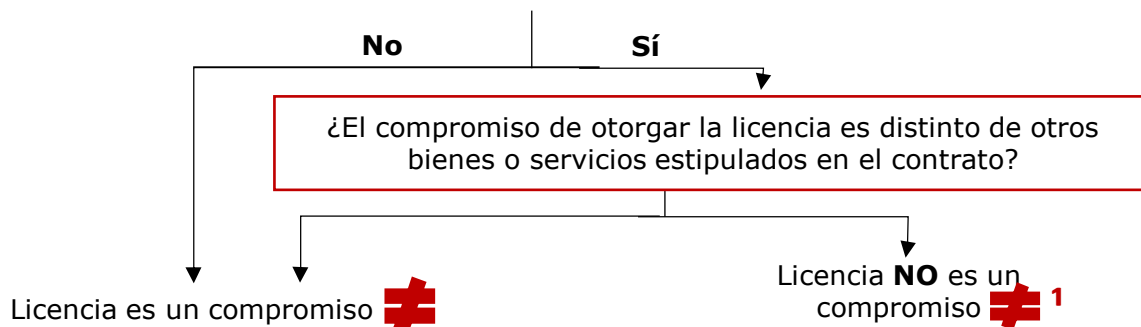 No
Sí
¿El compromiso de otorgar la licencia es distinto de otros
bienes o servicios estipulados en el contrato?
Licencia es un compromiso ≠
Licencia NO es un
compromiso ≠ 1